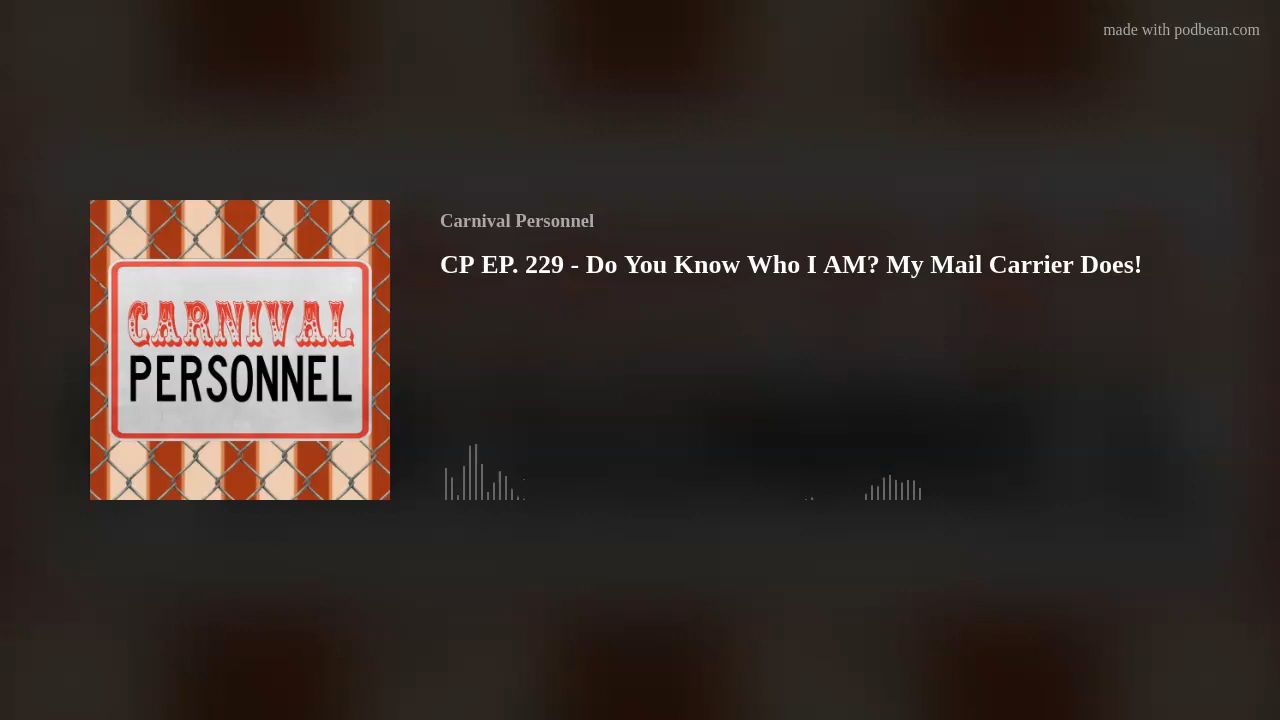 made with podbean.com
Carnival Personnel
CP EP. 229 - Do You Know Who I AM? My Mail Carrier Does!
CARNIVAL
PERSONNEL